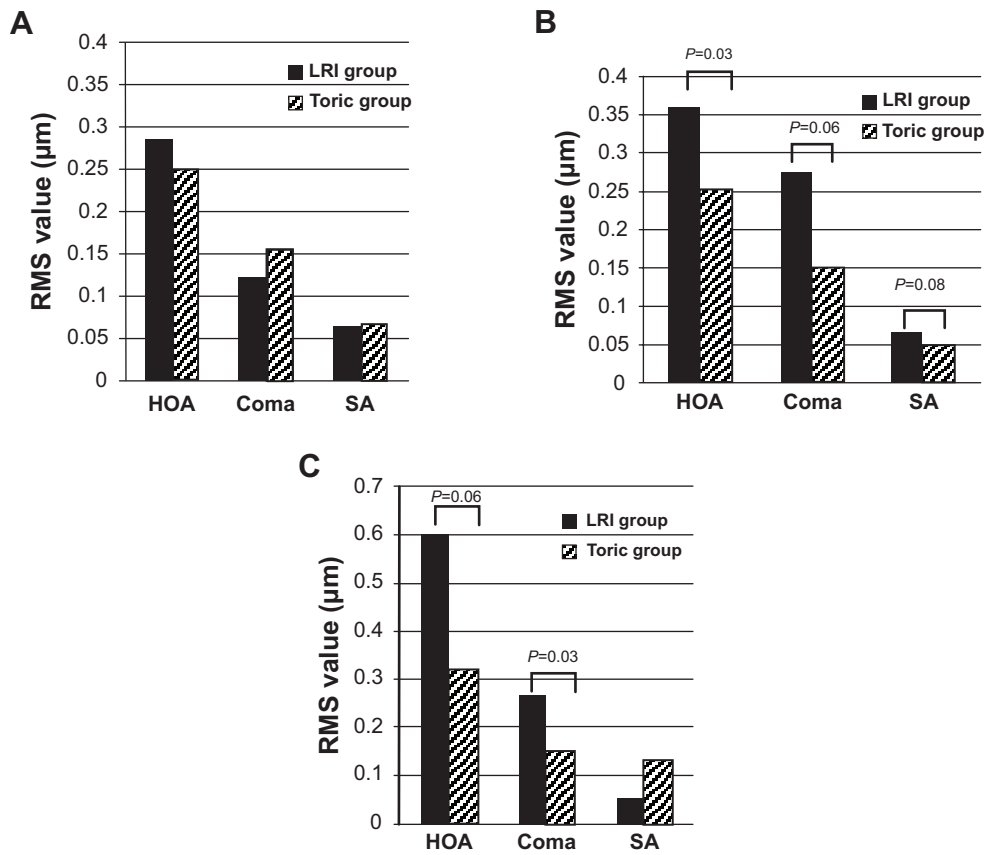 A
0.4
0.35
0.3
0.25
0.2
0.15
0.1
0.05
0
RMS value (µm)
LRI group
Toric group
HOA Coma SA
B
0.4
0.35
0.3
0.25
0.2
0.15
0.1
0.05
0
RMS value (µm)
P=0.03
P=0.06
P=0.08
LRI group
Toric group
HOA Coma SA
C
0.7
0.6
0.5
0.4
0.3
0.2
0.1
0
RMS value (µm)
P=0.06
P=0.03
LRI group
Toric group
HOA Coma SA